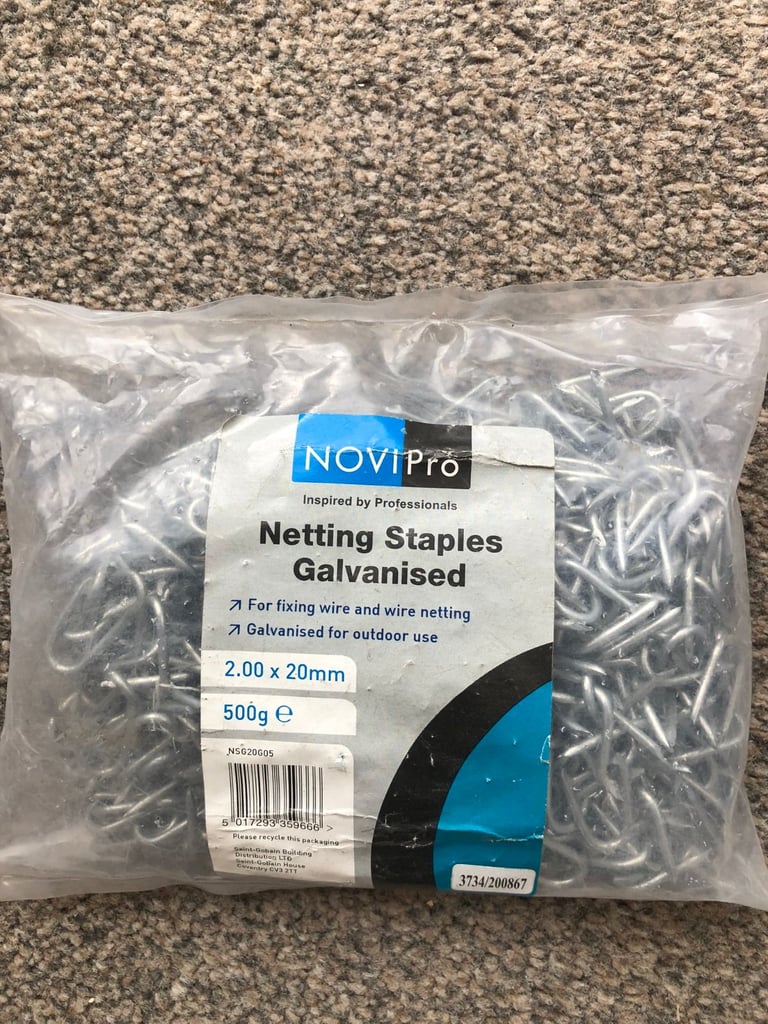 NOVIPro
Inspired by Professionals
Netting Staples
Galvanised
For fixing wire and wire netting
Galvanised for outdoor use
2.00 x 20mm
500g ℮
NSG20G05
5 017293 359666 >
Please recycle this packaging
Saint-Gobain Building
Distribution LTD
Saint-Gobain House
Coventry CV3 2TT
3734/200867